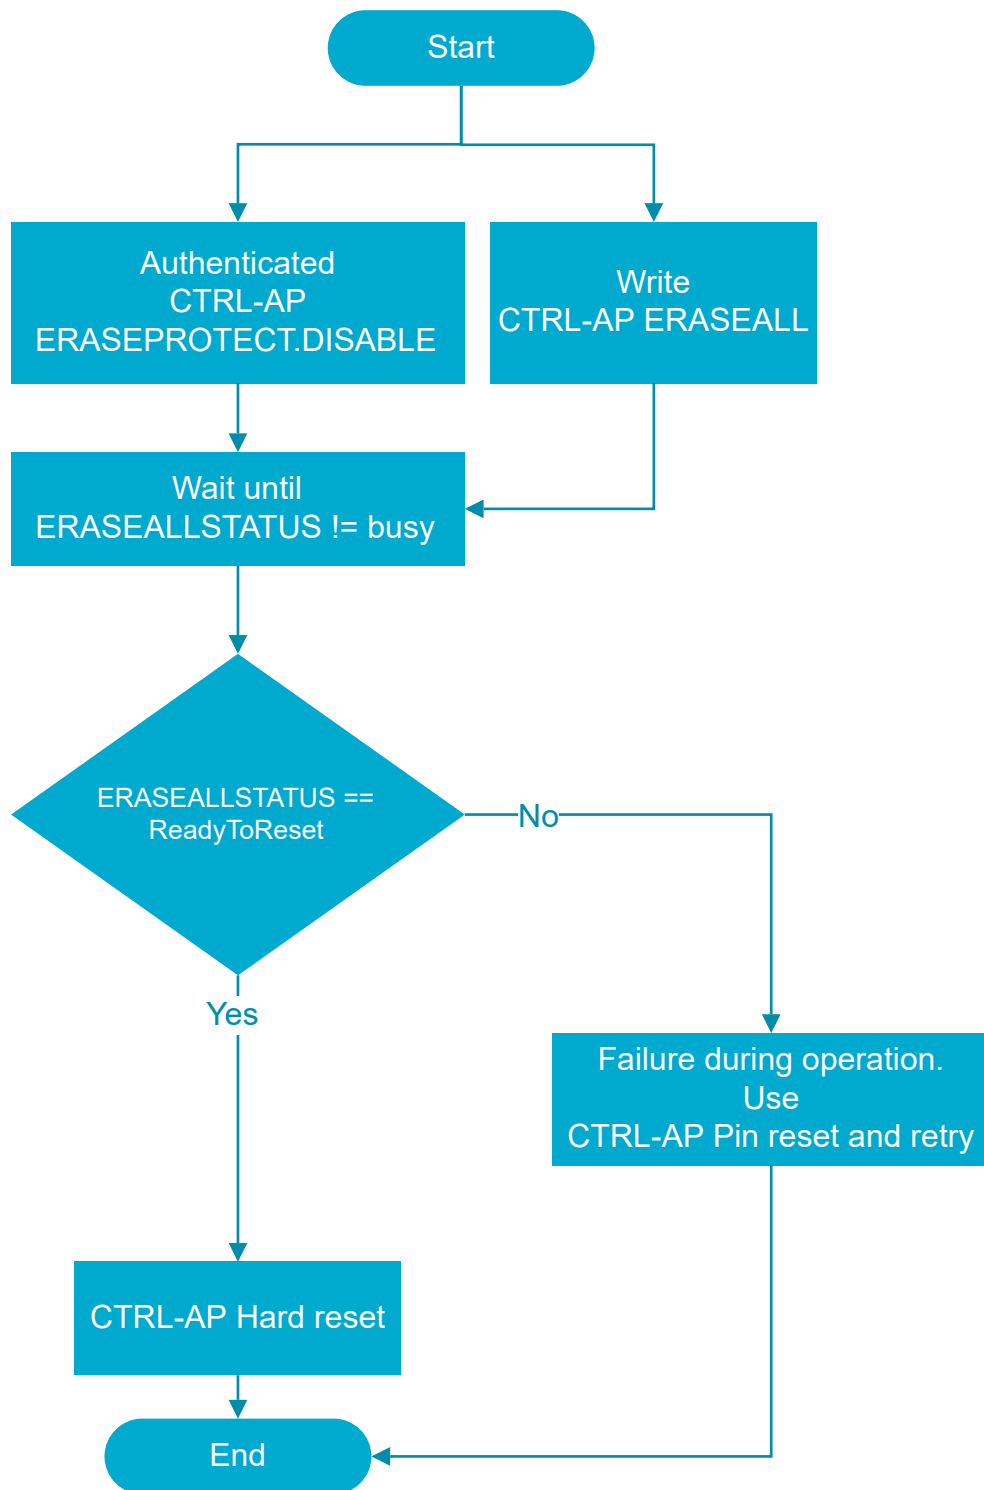 Start
Authenticated
CTRL-AP
ERASEPROTECT.DISABLE
Write
CTRL-AP ERASEALL
Wait until
ERASEALLSTATUS != busy
ERASEALLSTATUS ==
ReadyToReset
No
Yes
Failure during operation.
Use
CTRL-AP Pin reset and retry
CTRL-AP Hard reset
End